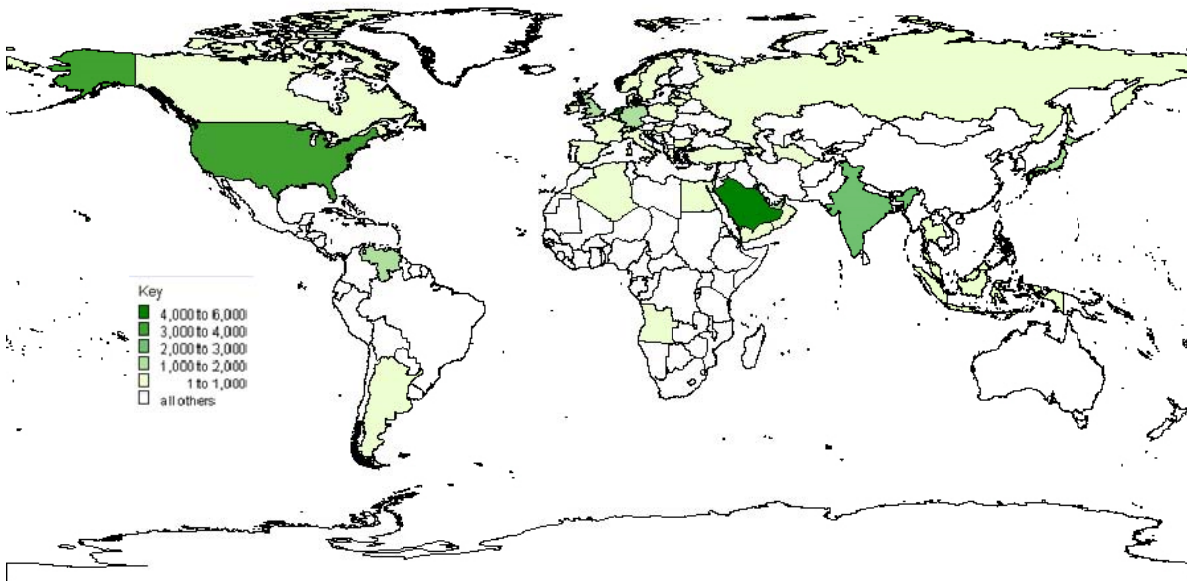 Key
4,000 to 6,000
3,000 to 4,000
2,000 to 3,000
1,000 to 2,000
1 to 1,000
all others